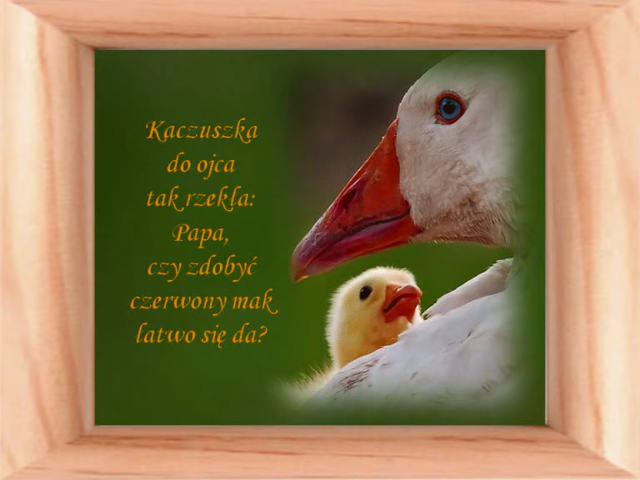 Kaczuszka
do ojca
tak rzekła:
Papa,
czy zdobyć
czerwony mak
łatwo się da?